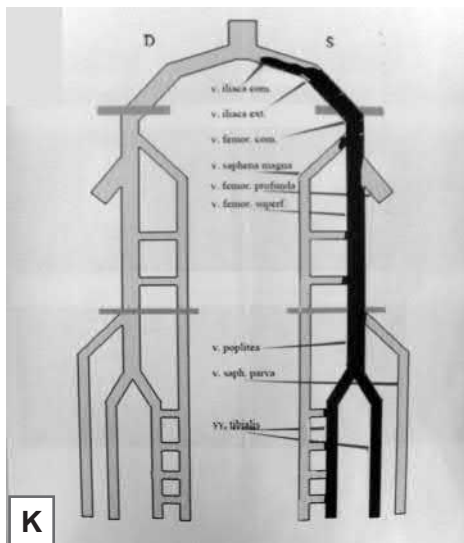 D S
v. iliaca com.
v. iliaca ext.
v. femor. com.
v. saphena magna
v. femor. profunda
v. femor. superf.
v. poplitea
v. saph. parva
vv. tibialis
K